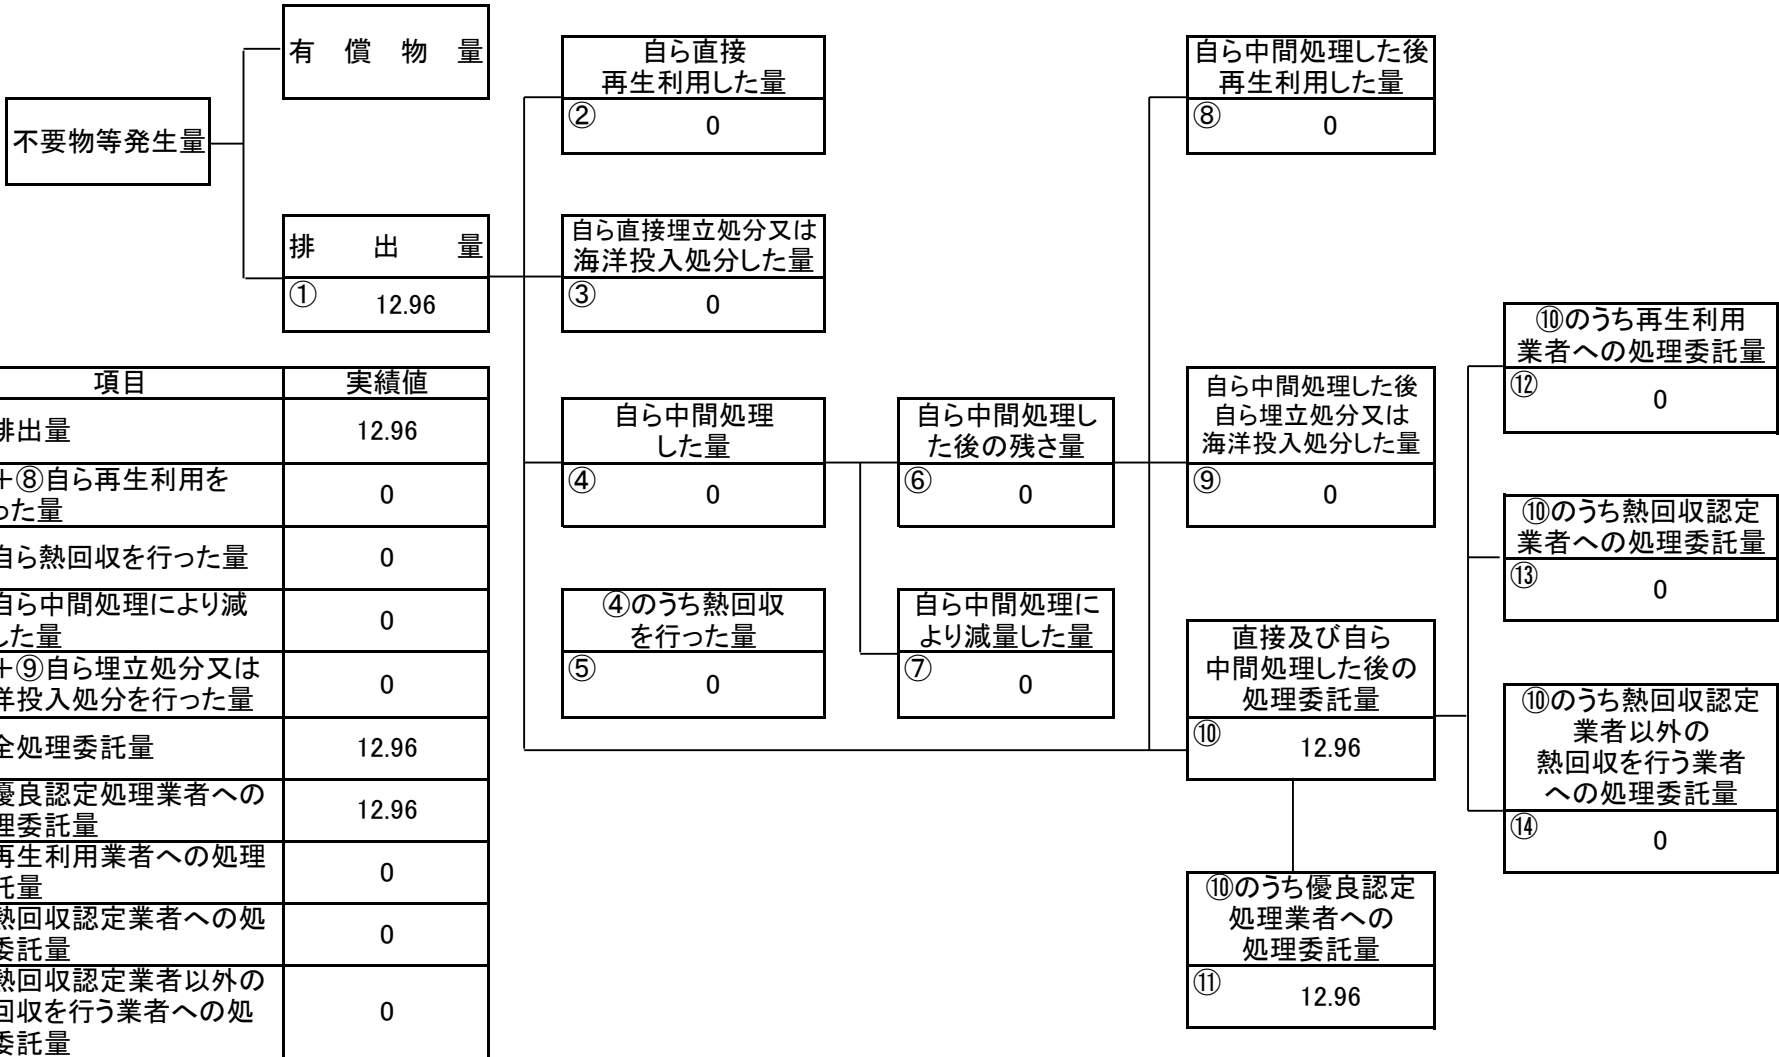 有償物量
不要物等発生量
排出量
① 12.96
自ら直接
再生利用した量
② 0
自ら直接埋立処分又は
海洋投入処分した量
③ 0
自ら中間処理
した量
④ 0
④のうち熱回収
を行った量
⑤ 0
自ら中間処理し
た後の残さ量
⑥ 0
自ら中間処理に
より減量した量
⑦ 0
自ら中間処理した後
再生利用した量
⑧ 0
自ら中間処理した後
自ら埋立処分又は
海洋投入処分した量
⑨ 0
直接及び自ら
中間処理した後の
処理委託量
⑩ 12.96
⑩のうち優良認定
処理業者への
処理委託量
⑪ 12.96
⑩のうち再生利用
業者への処理委託量
⑫ 0
⑩のうち熱回収認定
業者への処理委託量
⑬ 0
⑩のうち熱回収認定
業者以外の
熱回収を行う業者
への処理委託量
⑭ 0
項目 実績値
排出量 12.96
+⑧自ら再生利用を
った量 0
自ら熱回収を行った量 0
自ら中間処理により減
した量 0
+⑨自ら埋立処分又は
洋投入処分を行った量 0
全処理委託量 12.96
優良認定処理業者への
理委託量 12.96
再生利用業者への処理
託量 0
熱回収認定業者への処
委託量 0
熱回収認定業者以外の
回収を行う業者への処
委託量 0